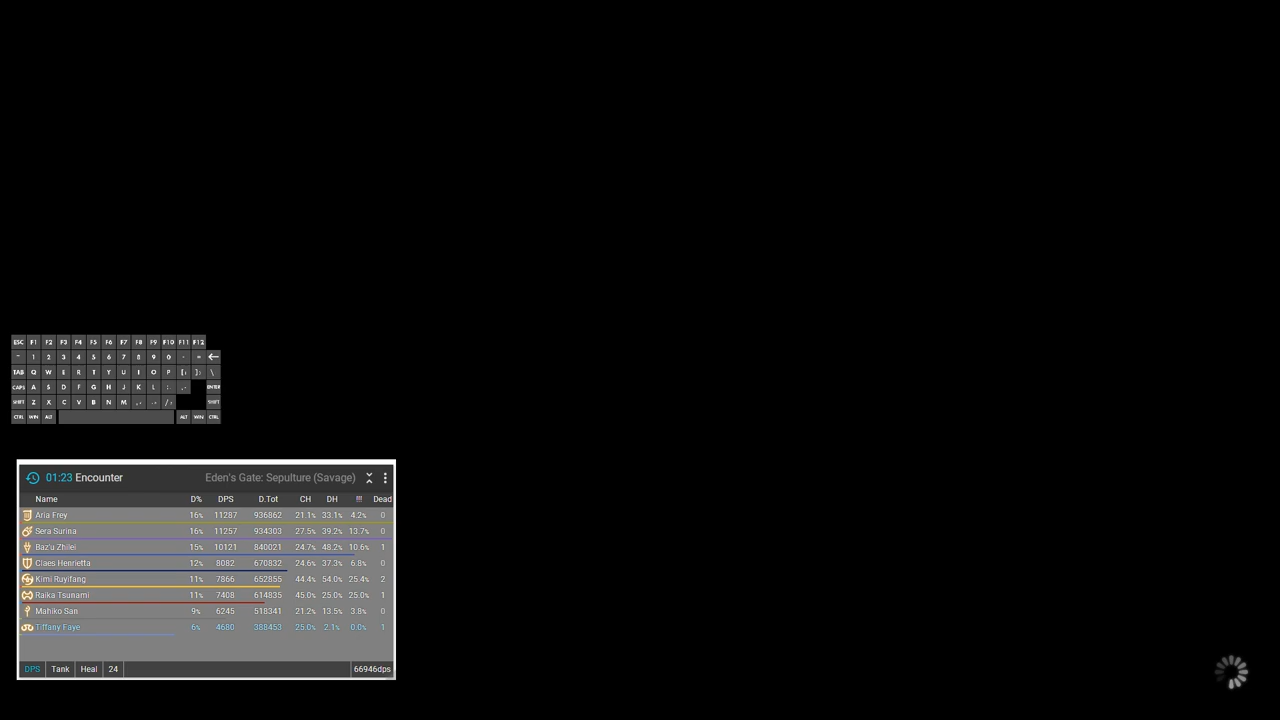 ESC F1 F2 F3 F4 F5 F6 F7 F8 F9 F10 F11 F12
~ 1 2 3 4 5 6 7 8 9 0 - = ←
TAB Q W E R T Y U I O P [{ ]} \
CAPS A S D F G H J K L : ENTER
SHIFT Z X C V B N M SHIFT
CTRL WIN ALT ALT WIN CTRL
01:23 Encounter Eden's Gate: Sepulture (Savage)
Name D% DPS D.Tot CH DH !!! Dead
Aria Frey 16% 11287 936862 21.1% 33.1% 4.2% 0
Sera Surina 16% 11257 934303 27.5% 39.2% 13.7% 0
Baz'u Zhilei 15% 10121 840021 24.7% 48.2% 10.6% 1
Claes Henrietta 12% 8082 670832 24.6% 37.3% 6.8% 0
Kimi Ruyifang 11% 7866 652855 44.4% 54.0% 25.4% 2
Raika Tsunami 11% 7408 614835 45.0% 25.0% 25.0% 1
Mahiko San 9% 6245 518341 21.2% 13.5% 3.8% 0
Tiffany Faye 6% 4680 388453 25.0% 2.1% 0.0% 1
DPS Tank Heal 24 66946dps